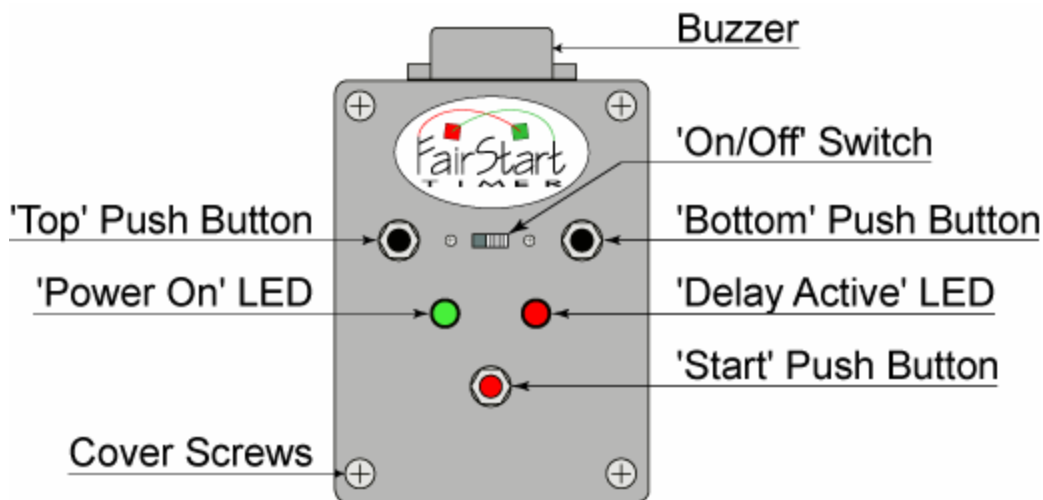 Buzzer
'On/Off' Switch
FairStart
TIMER
'Top' Push Button
'Bottom' Push Button
'Power On' LED
'Delay Active' LED
'Start' Push Button
Cover Screws